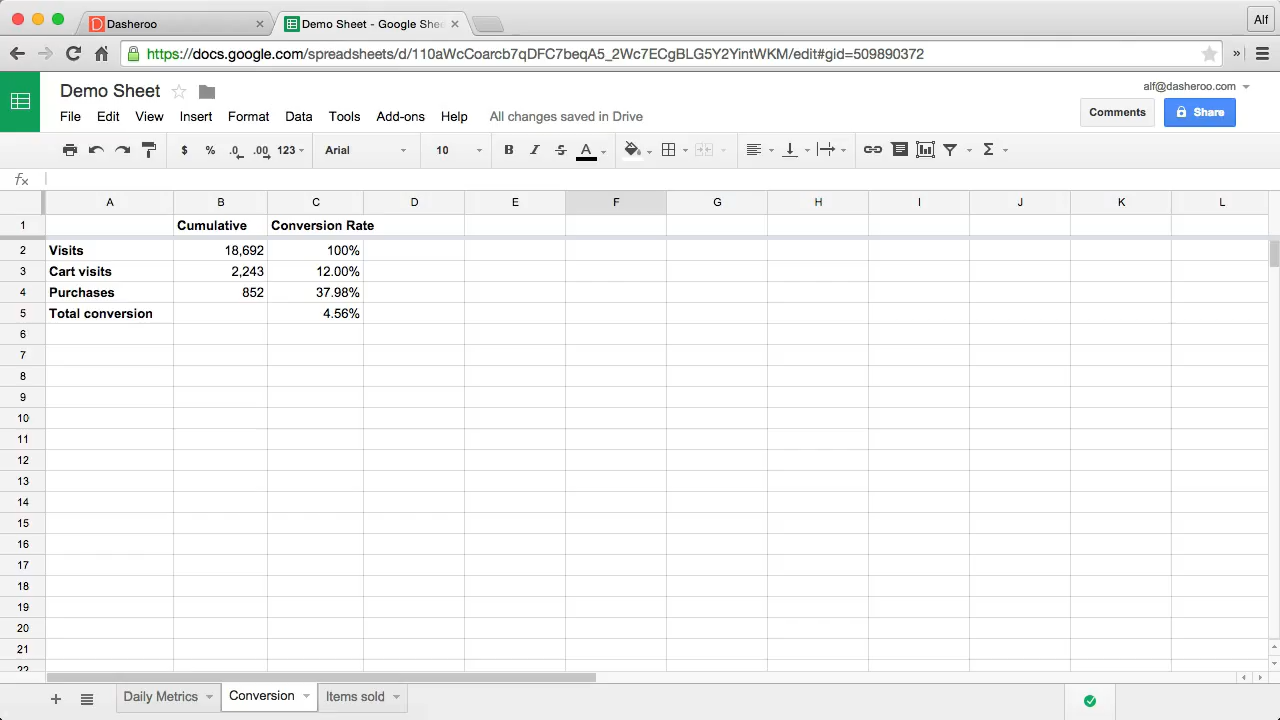 Dasheroo
Demo Sheet - Google She
Alf
https://docs.google.com/spreadsheets/d/110aWcCoarcb7qDFC7beqA5_2Wc7ECgBLG5Y2YintWKM/edit#gid=509890372
Demo Sheet
alf@dasheroo.com
File Edit View Insert Format Data Tools Add-ons Help All changes saved in Drive
Comments Share
$ % .0 .00 123 Arial 10 B I S A Σ
fx
A B C D E F G H I J K L
1 Cumulative Conversion Rate
2 Visits 18,692 100%
3 Cart visits 2,243 12.00%
4 Purchases 852 37.98%
5 Total conversion 4.56%
6
7
8
9
10
11
12
13
14
15
16
17
18
19
20
21
22
+ Daily Metrics Conversion Items sold